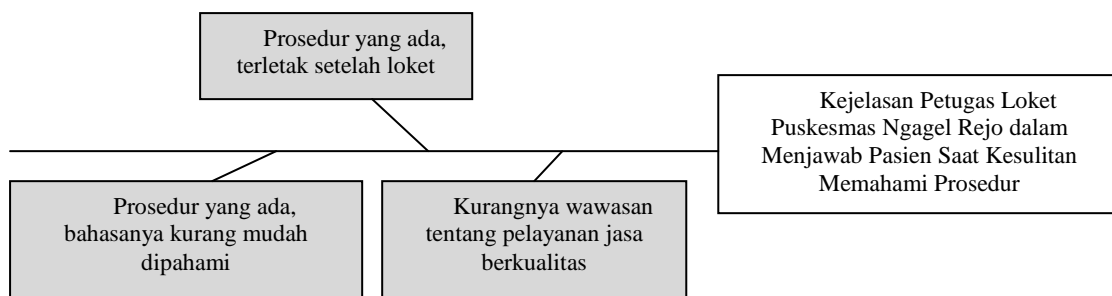 Prosedur yang ada,
terletak setelah loket
Kejelasan Petugas Loket
Puskesmas Ngagel Rejo dalam
Menjawab Pasien Saat Kesulitan
Memahami Prosedur
Prosedur yang ada,
bahasanya kurang mudah
dipahami
Kurangnya wawasan
tentang pelayanan jasa
berkualitas